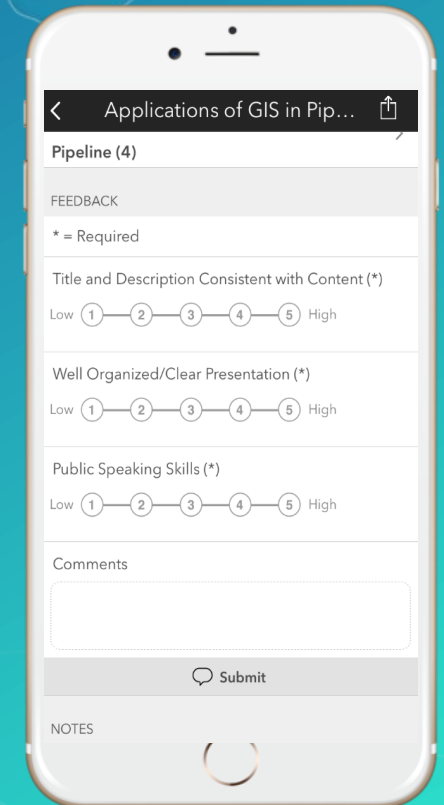 Applications of GIS in Pip...
Pipeline (4)
FEEDBACK
* = Required
Title and Description Consistent with Content (*)
Low 1 2 3 4 5 High
Well Organized/Clear Presentation (*)
Low 1 2 3 4 5 High
Public Speaking Skills (*)
Low 1 2 3 4 5 High
Comments
Submit
NOTES